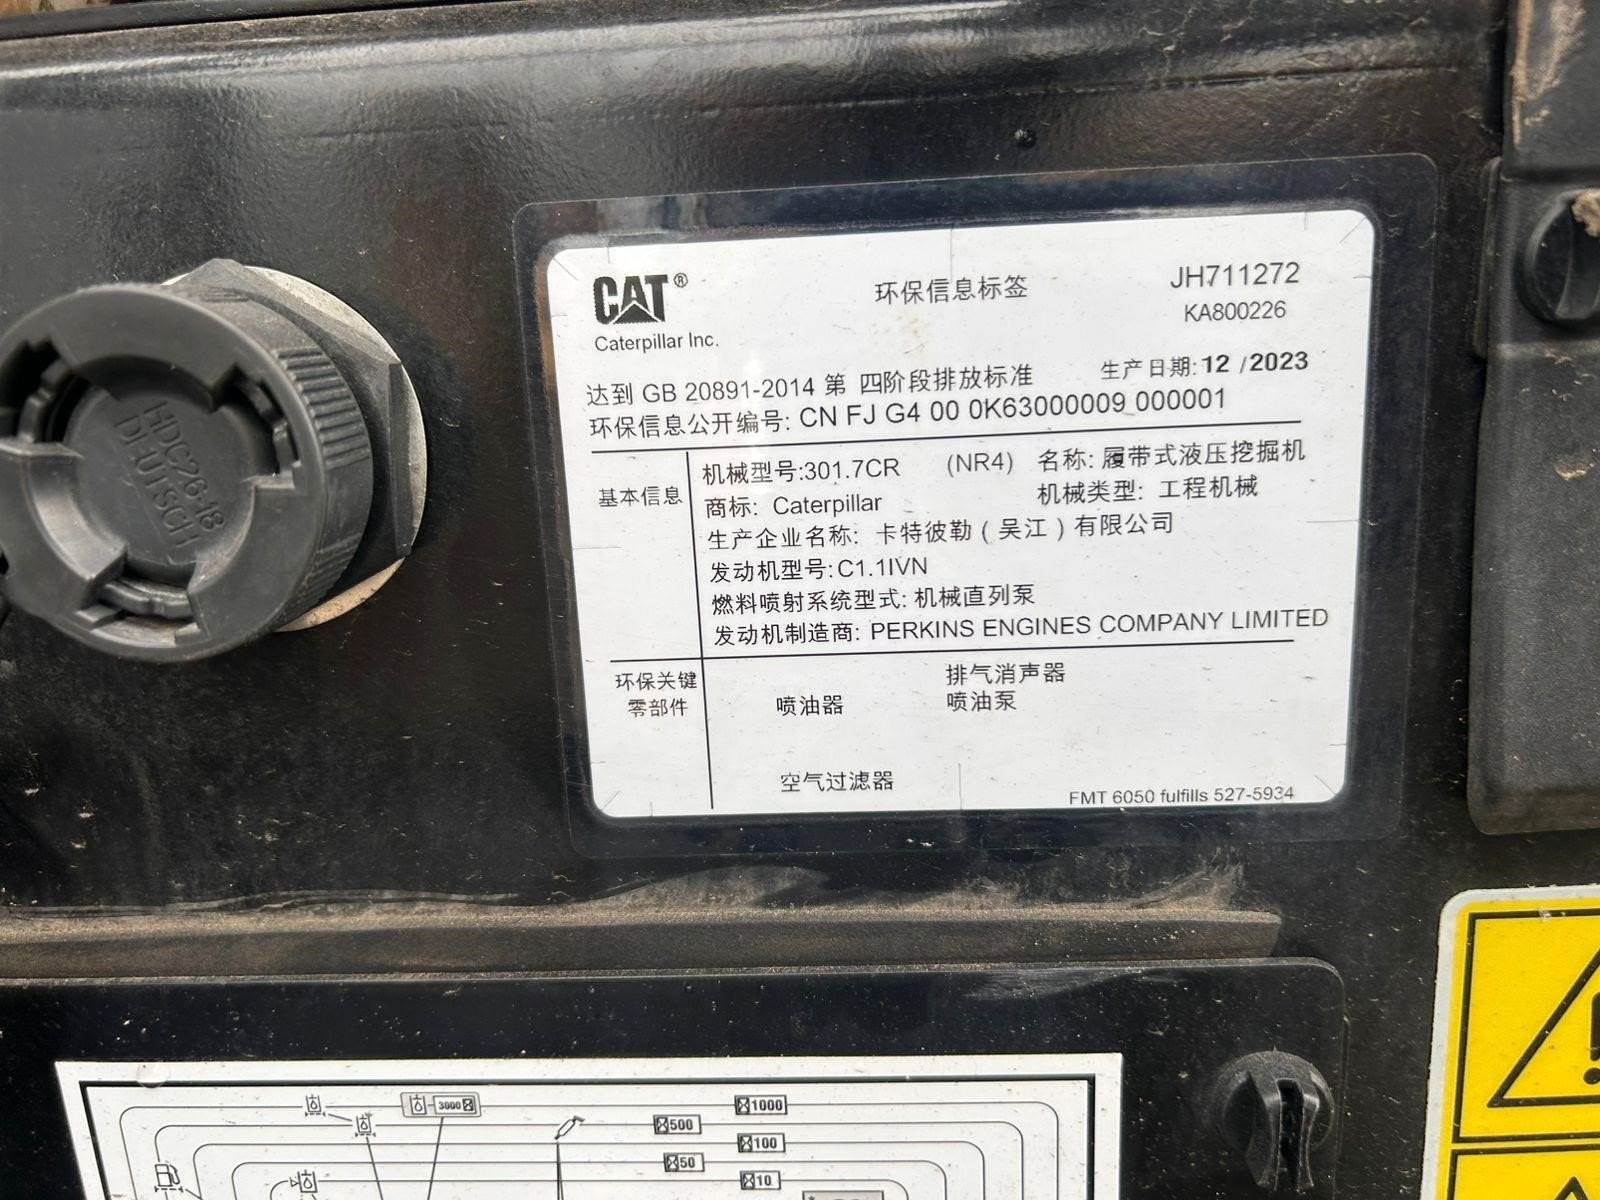 HDC26-18
DEUTSCH
CAT®
Caterpillar Inc.
环保信息标签
JH711272
KA800226
达到 GB 20891-2014 第 四阶段排放标准
生产日期: 12 /2023
环保信息公开编号: CN FJ G4 00 0K63000009 000001
基本信息
机械型号:301.7CR (NR4) 名称: 履带式液压挖掘机
商标: Caterpillar 机械类型: 工程机械
生产企业名称: 卡特彼勒（吴江）有限公司
发动机型号:C1.1IVN
燃料喷射系统型式: 机械直列泵
发动机制造商: PERKINS ENGINES COMPANY LIMITED
环保关键
零部件
喷油器
排气消声器
喷油泵
空气过滤器
FMT 6050 fulfills 527-5934
3000
1000
500
100
50
10